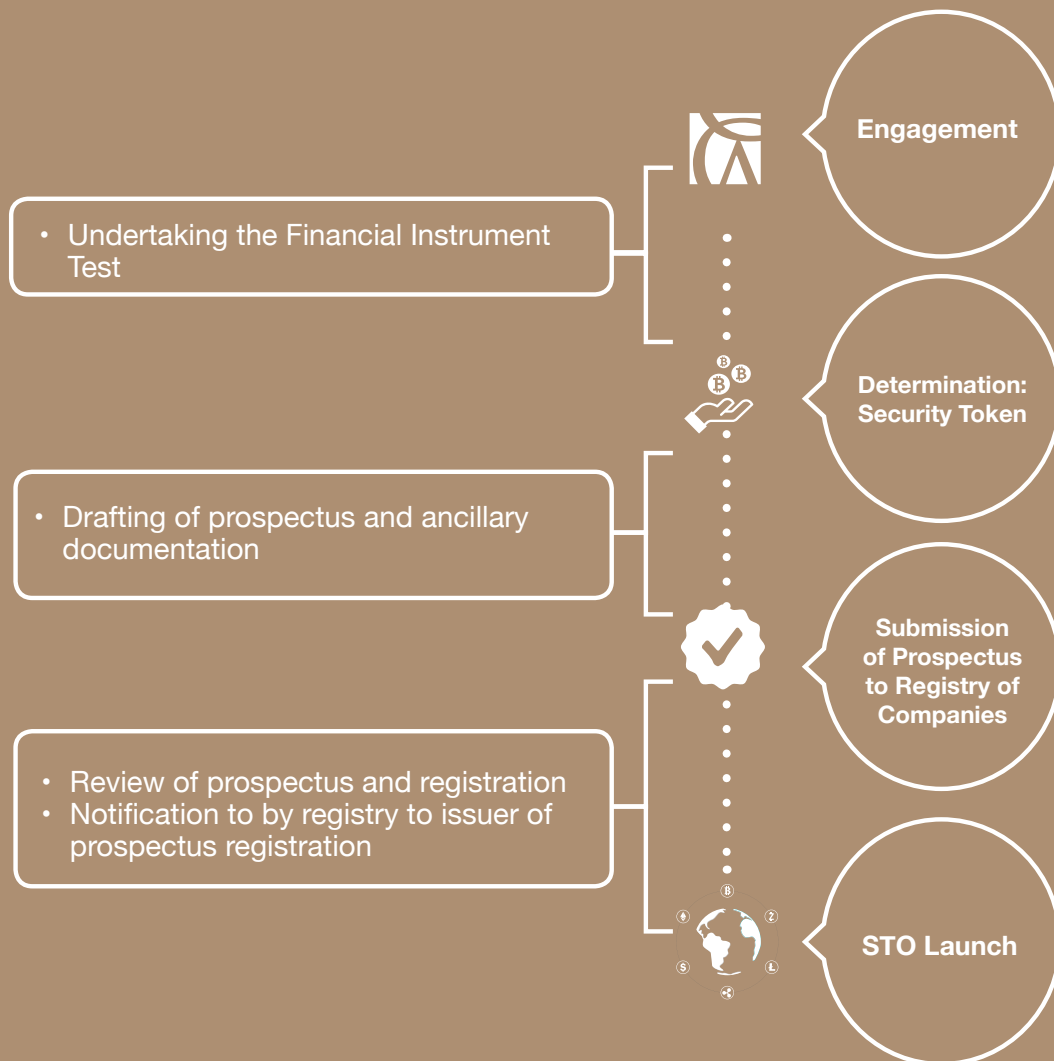 Engagement
• Undertaking the Financial Instrument
Test
Determination:
Security Token
• Drafting of prospectus and ancillary
documentation
Submission
of Prospectus
to Registry of
Companies
• Review of prospectus and registration
• Notification to by registry to issuer of
prospectus registration
STO Launch